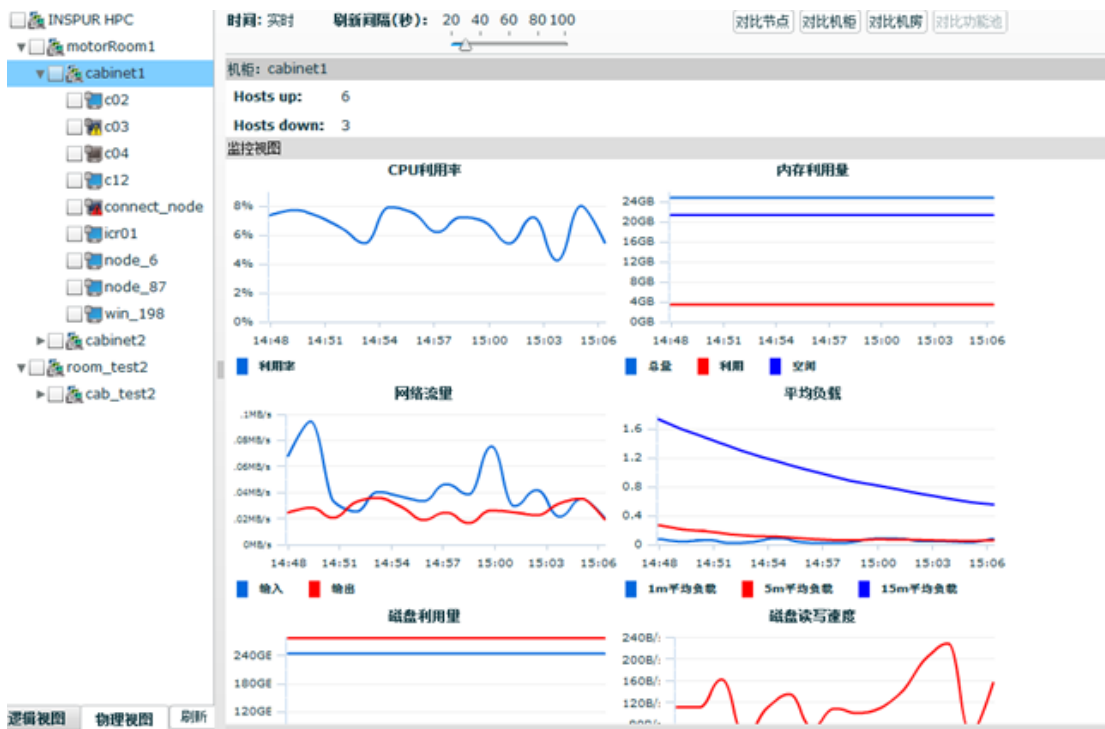 INSPUR HPC
motorRoom1
cabinet1
c02
c03
c04
c12
connect_node
icr01
node_6
node_87
win_198
cabinet2
room_test2
cab_test2
逻辑视图 物理视图 刷新
时间: 实时 刷新间隔(秒): 20 40 60 80 100 对比节点 对比机柜 对比机房 对比功能池
机柜: cabinet1
Hosts up: 6
Hosts down: 3
监控视图
CPU利用率
8%
6%
4%
2%
0%
14:48 14:51 14:54 14:57 15:00 15:03 15:06
利用率
内存利用量
24GB
20GB
16GB
12GB
8GB
4GB
0GB
14:48 14:51 14:54 14:57 15:00 15:03 15:06
总量 利用 空闲
网络流量
.1MB/s
.08MB/s
.06MB/s
.04MB/s
.02MB/s
0MB/s
14:48 14:51 14:54 14:57 15:00 15:03 15:06
输入 输出
平均负载
1.6
1.2
0.8
0.4
0
14:48 14:51 14:54 14:57 15:00 15:03 15:06
1m平均负载 5m平均负载 15m平均负载
磁盘利用量
240GE
180GE
120GE
磁盘读写速度
240B/:
200B/:
160B/:
120B/: